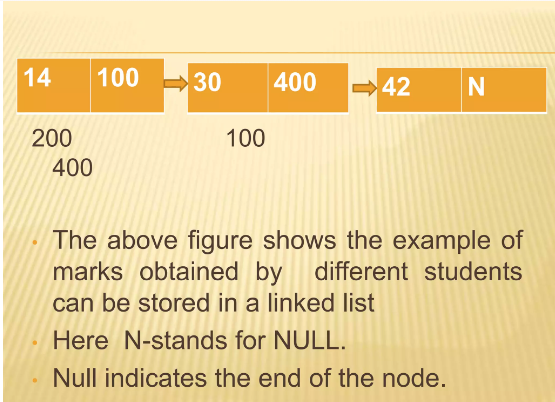 14 100 30 400 42 N
200 100
400
• The above figure shows the example of
marks obtained by different students
can be stored in a linked list
• Here N-stands for NULL.
• Null indicates the end of the node.